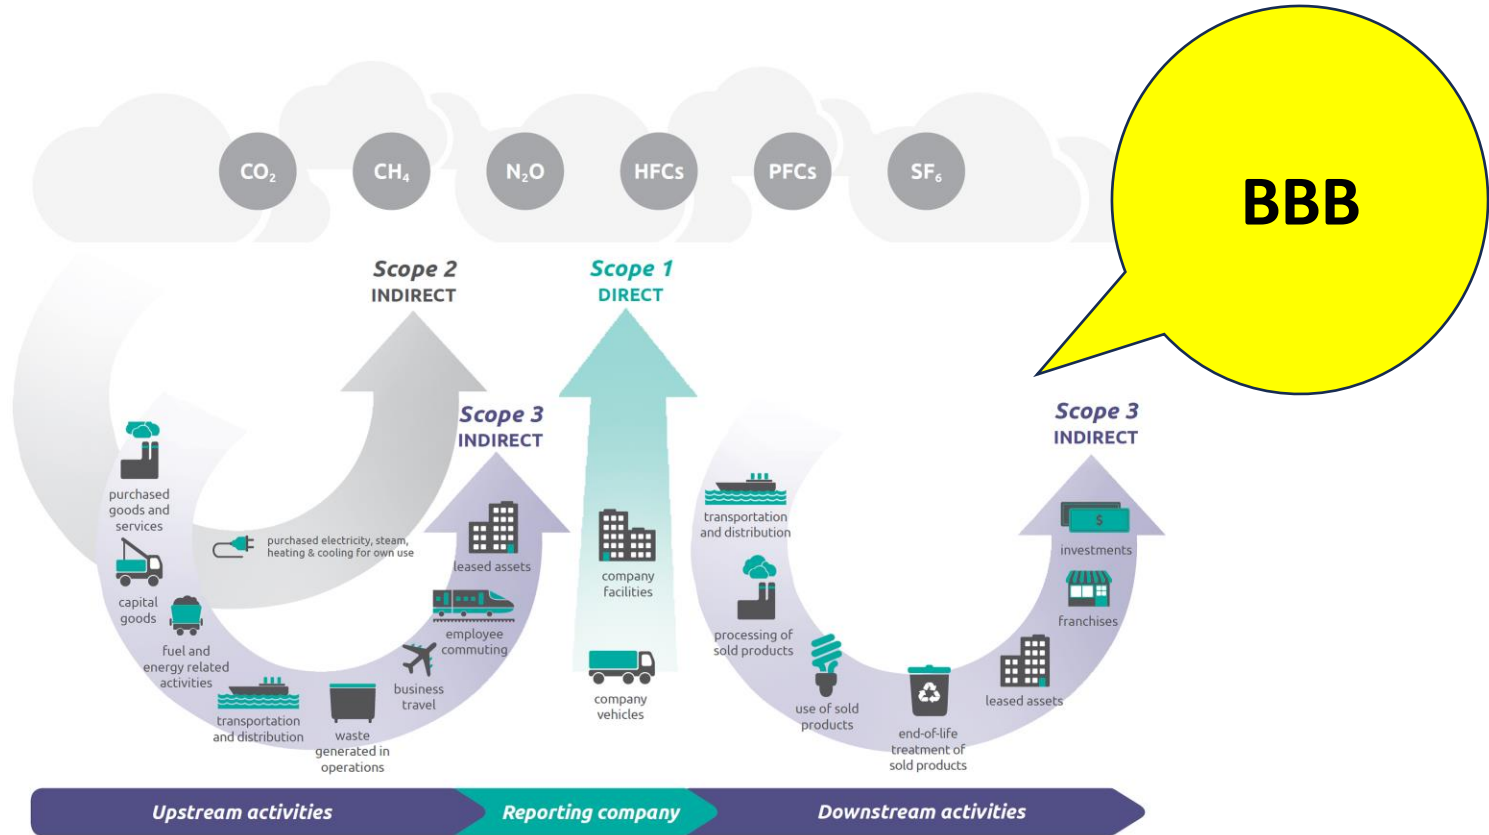 CO₂
CH₄
N₂O
HFCs
PFCs
SF₆
BBB
Scope 2
INDIRECT
Scope 1
DIRECT
Scope 3
INDIRECT
Scope 3
INDIRECT
purchased
goods and
services
purchased electricity, steam,
heating & cooling for own use
capital
goods
fuel and
energy related
activities
transportation
and distribution
waste
generated in
operations
business
travel
employee
commuting
leased assets
company
facilities
company
vehicles
transportation
and distribution
processing of
sold products
use of sold
products
end-of-life
treatment of
sold products
leased assets
franchises
$
investments
Upstream activities
Reporting company
Downstream activities